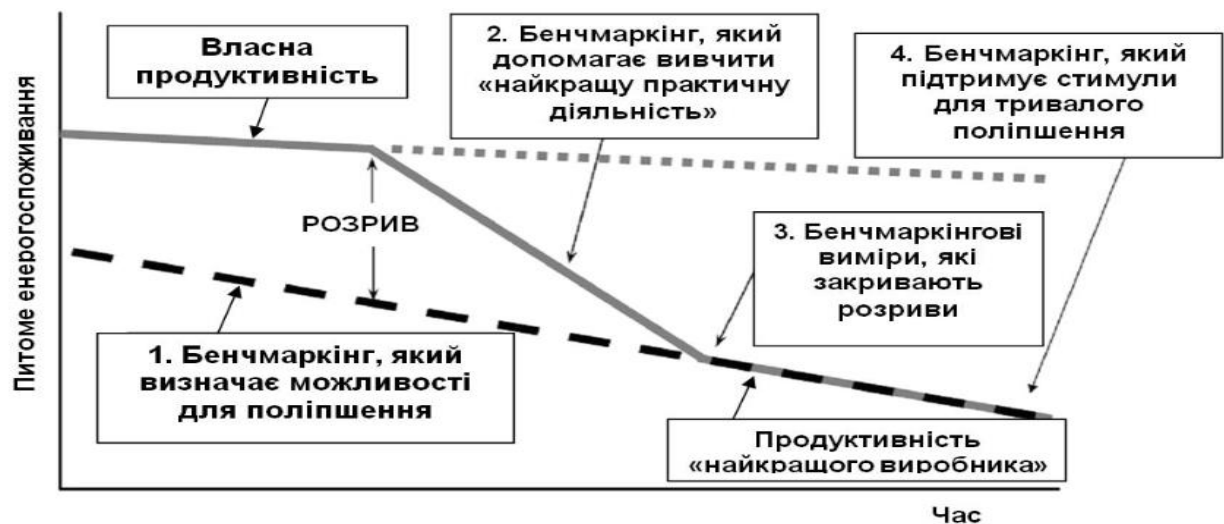 Власна
продуктивність
2. Бенчмаркінг, який
допомагає вивчити
«найкращу практичну
діяльність»
4. Бенчмаркінг, який
підтримує стимули
для тривалого
поліпшення
Питоме енерогоспоживання
РОЗРИВ
3. Бенчмаркінгові
виміри, які
закривають
розриви
1. Бенчмаркінг, який
визначає можливості
для поліпшення
Продуктивність
«найкращого виробника»
Час